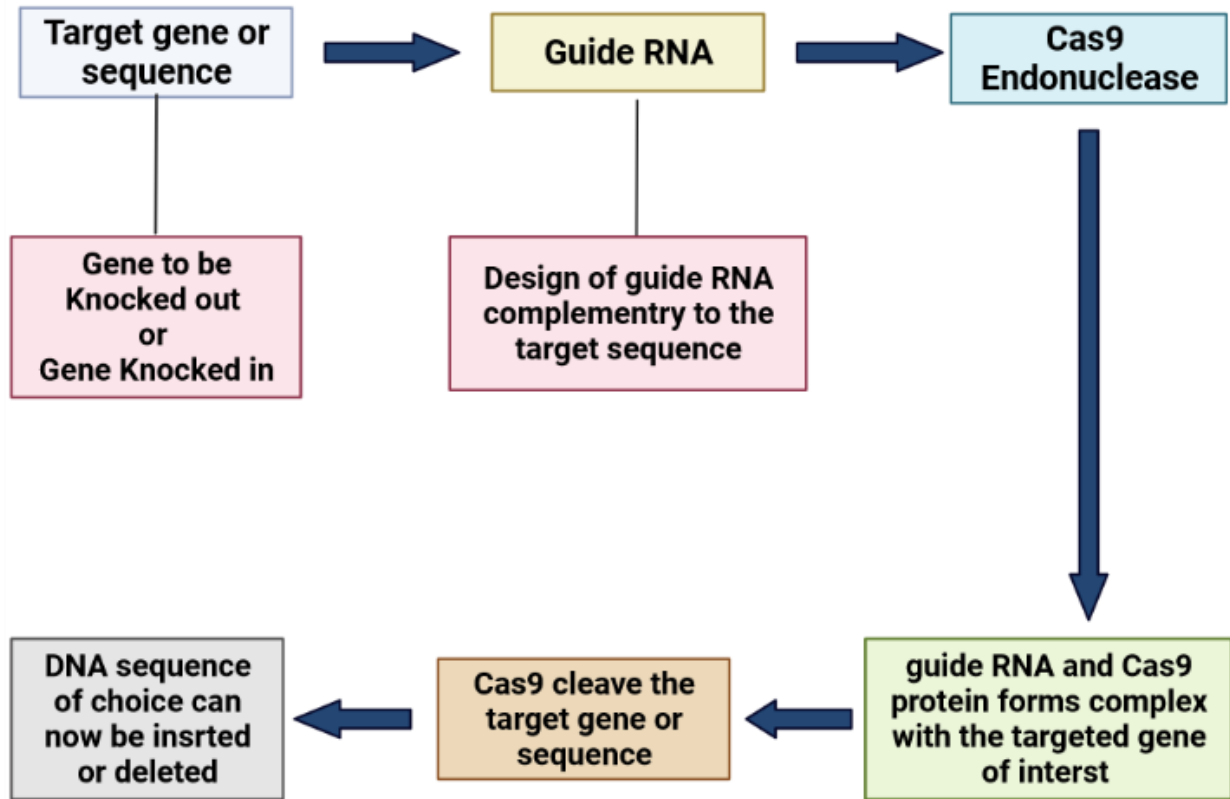 Target gene or
sequence
Guide RNA
Cas9
Endonuclease
Gene to be
Knocked out
or
Gene Knocked in
Design of guide RNA
complementry to the
target sequence
guide RNA and Cas9
protein forms complex
with the targeted gene
of interst
Cas9 cleave the
target gene or
sequence
DNA sequence
of choice can
now be insrted
or deleted